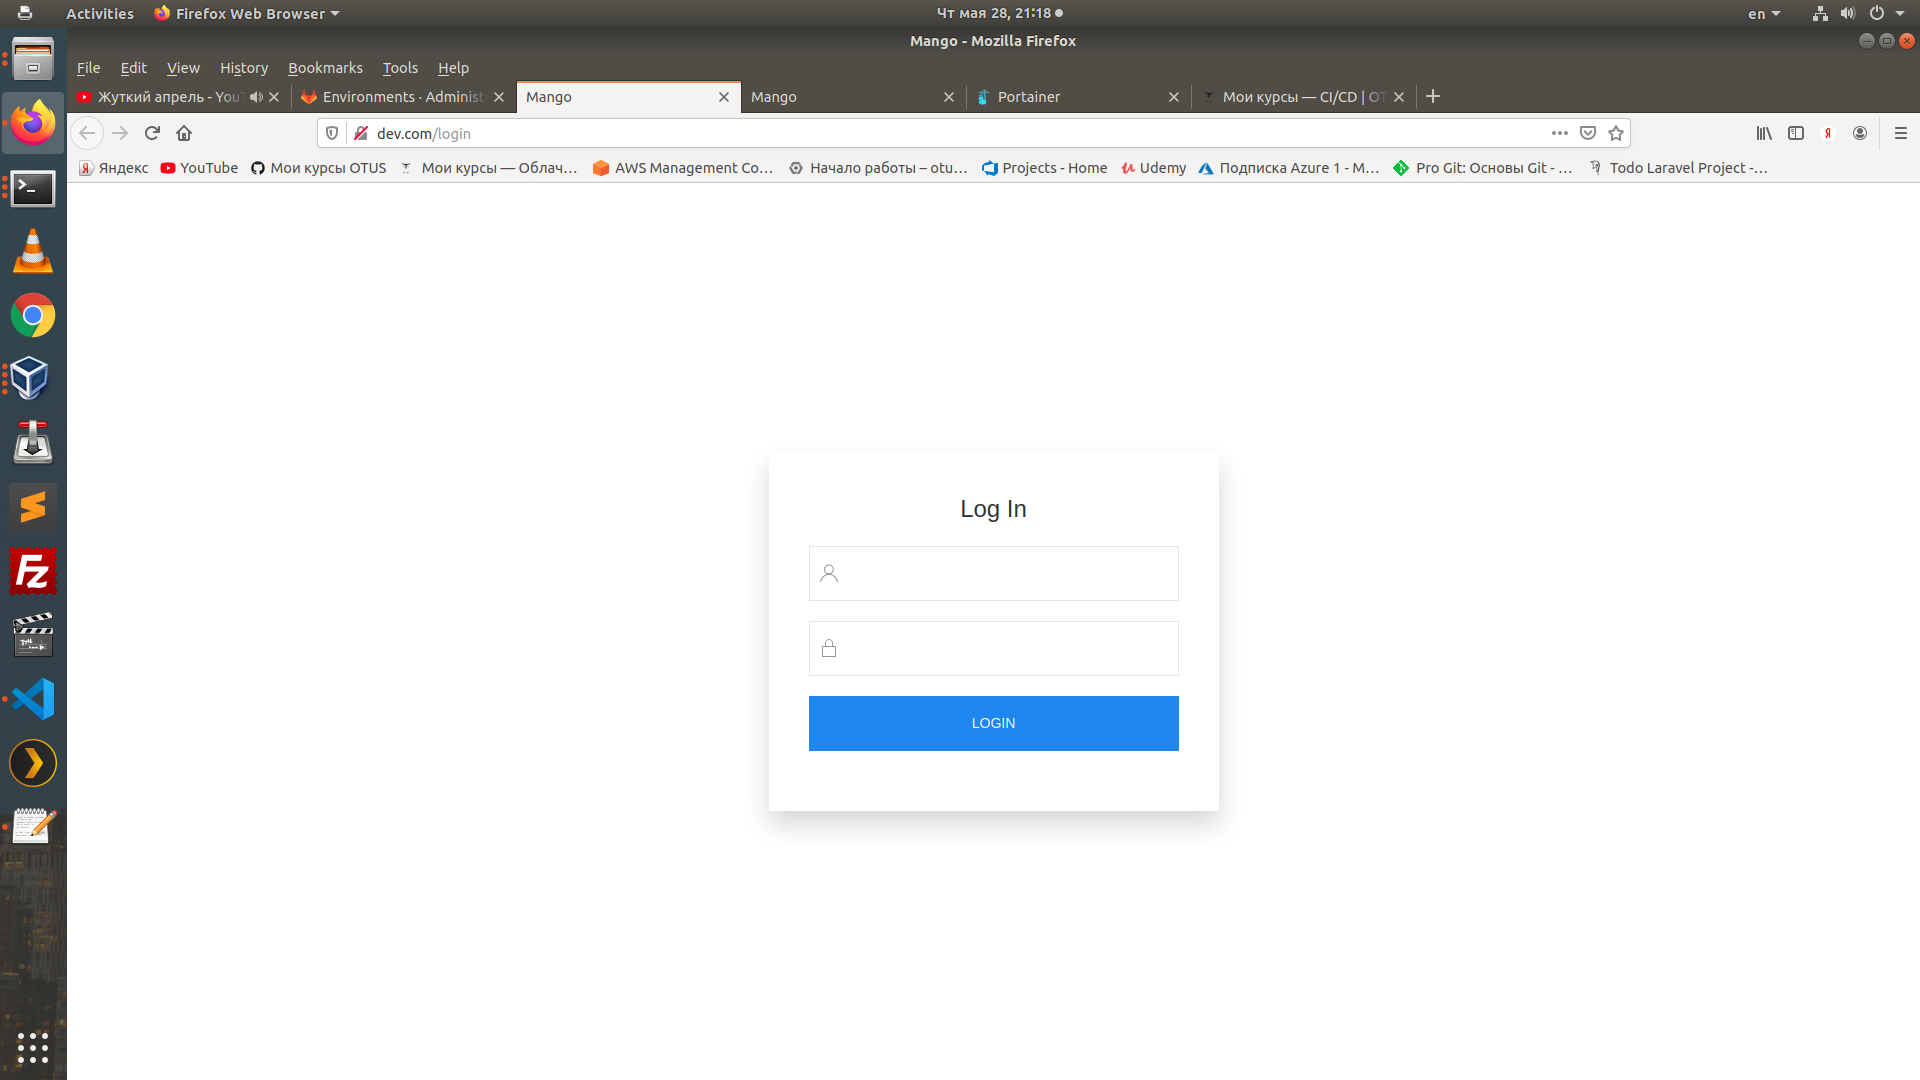 Activities Firefox Web Browser Чт мая 28, 21:18 en
Mango - Mozilla Firefox
File Edit View History Bookmarks Tools Help
Жуткий апрель - You Environments · Administ Mango Mango Portainer Мои курсы — CI/CD | OT
dev.com/login
Яндекс YouTube Мои курсы OTUS Мои курсы — Облач… AWS Management Co… Начало работы – otu… Projects - Home Udemy Подписка Azure 1 - M… Pro Git: Основы Git - … Todo Laravel Project -…
Log In
LOGIN